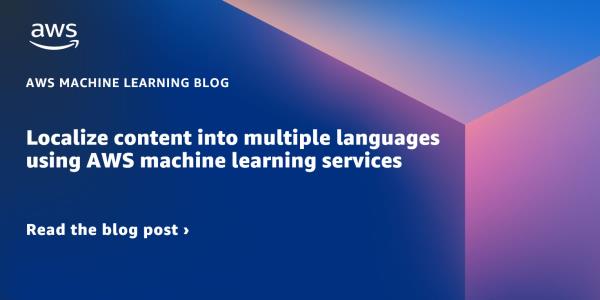 aws
AWS MACHINE LEARNING BLOG
Localize content into multiple languages
using AWS machine learning services
Read the blog post ›